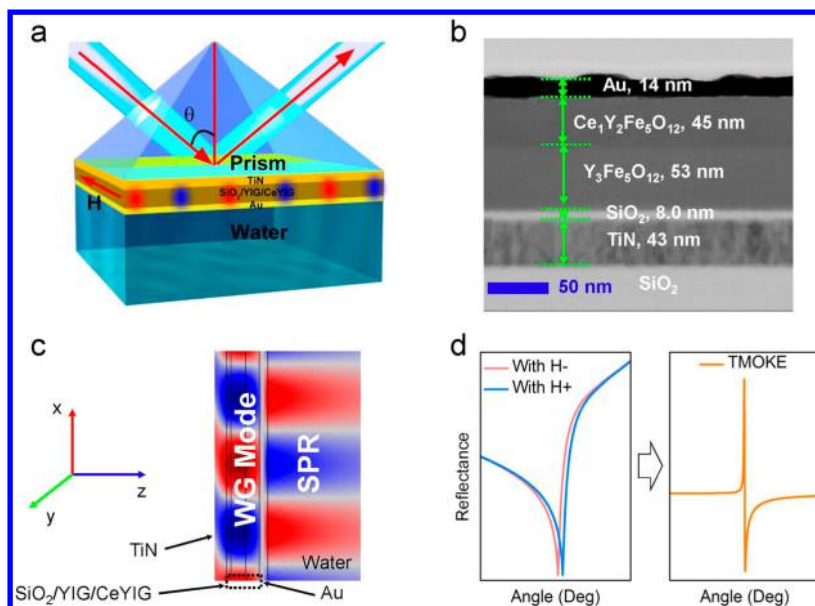 a
θ
Prism
TiN
SiO₂/YIG/CeYIG
H
Au
Water
b
Au, 14 nm
Ce₁Y₂Fe₅O₁₂, 45 nm
Y₃Fe₅O₁₂, 53 nm
SiO₂, 8.0 nm
TiN, 43 nm
50 nm
SiO₂
c
x
y
z
WG Mode
SPR
Water
TiN
SiO₂/YIG/CeYIG
Au
d
With H-
With H+
Reflectance
Angle (Deg)
TMOKE
Angle (Deg)